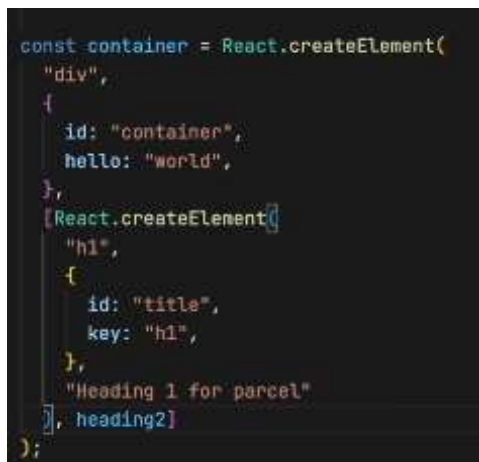 const container = React.createElement(
"div",
{
id: "container",
hello: "world",
},
[React.createElement(
"h1",
{
id: "title",
key: "h1",
},
"Heading 1 for parcel"
), heading2]
);